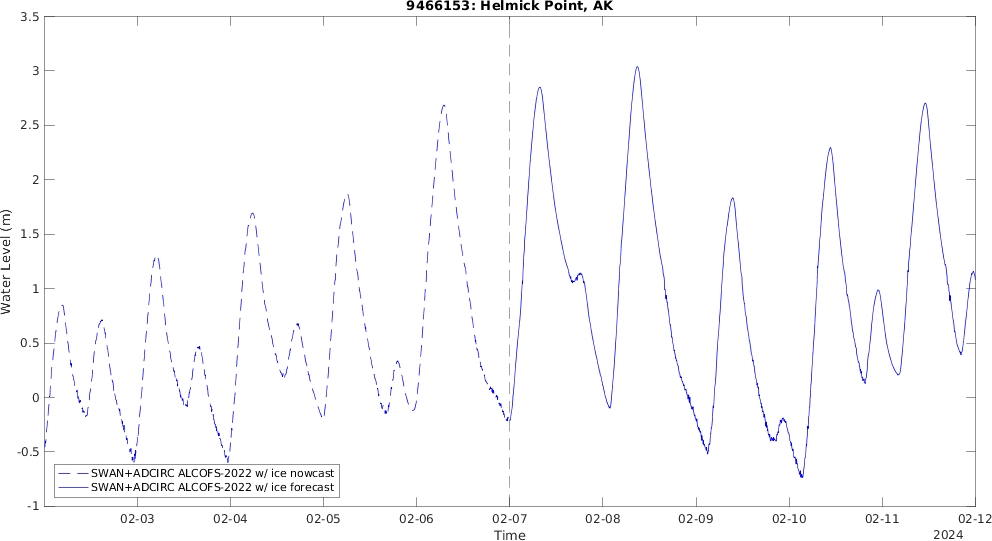 9466153: Helmick Point, AK
3.5
3
2.5
2
1.5
1
0.5
0
-0.5
-1
Water Level (m)
SWAN+ADCIRC ALCOFS-2022 w/ ice nowcast
SWAN+ADCIRC ALCOFS-2022 w/ ice forecast
02-03 02-04 02-05 02-06 02-07 02-08 02-09 02-10 02-11 02-12
Time
2024